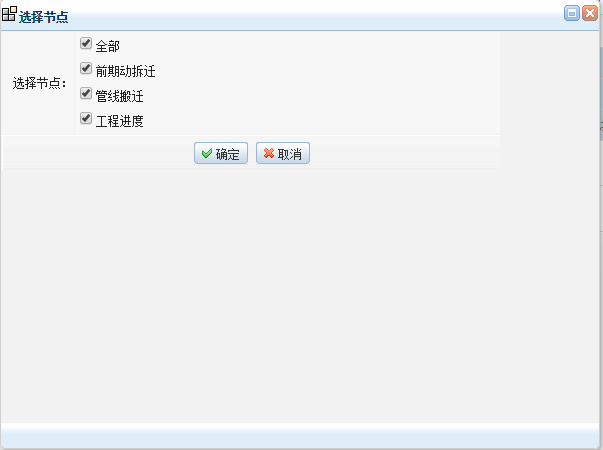 选择节点
全部
前期动拆迁
选择节点：
管线搬迁
工程进度
确定 取消